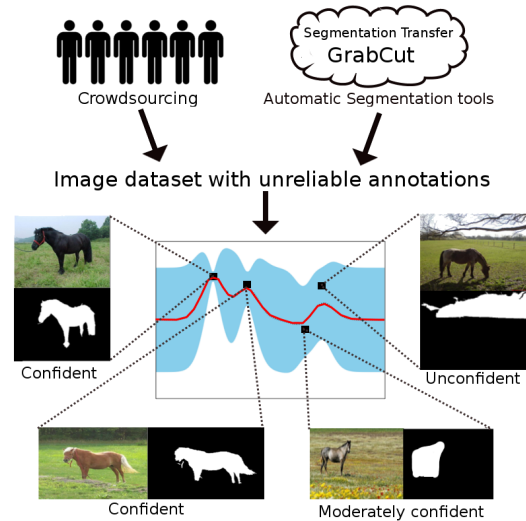 Segmentation Transfer
GrabCut
Crowdsourcing
Automatic Segmentation tools
Image dataset with unreliable annotations
Confident
Unconfident
Confident
Moderately confident